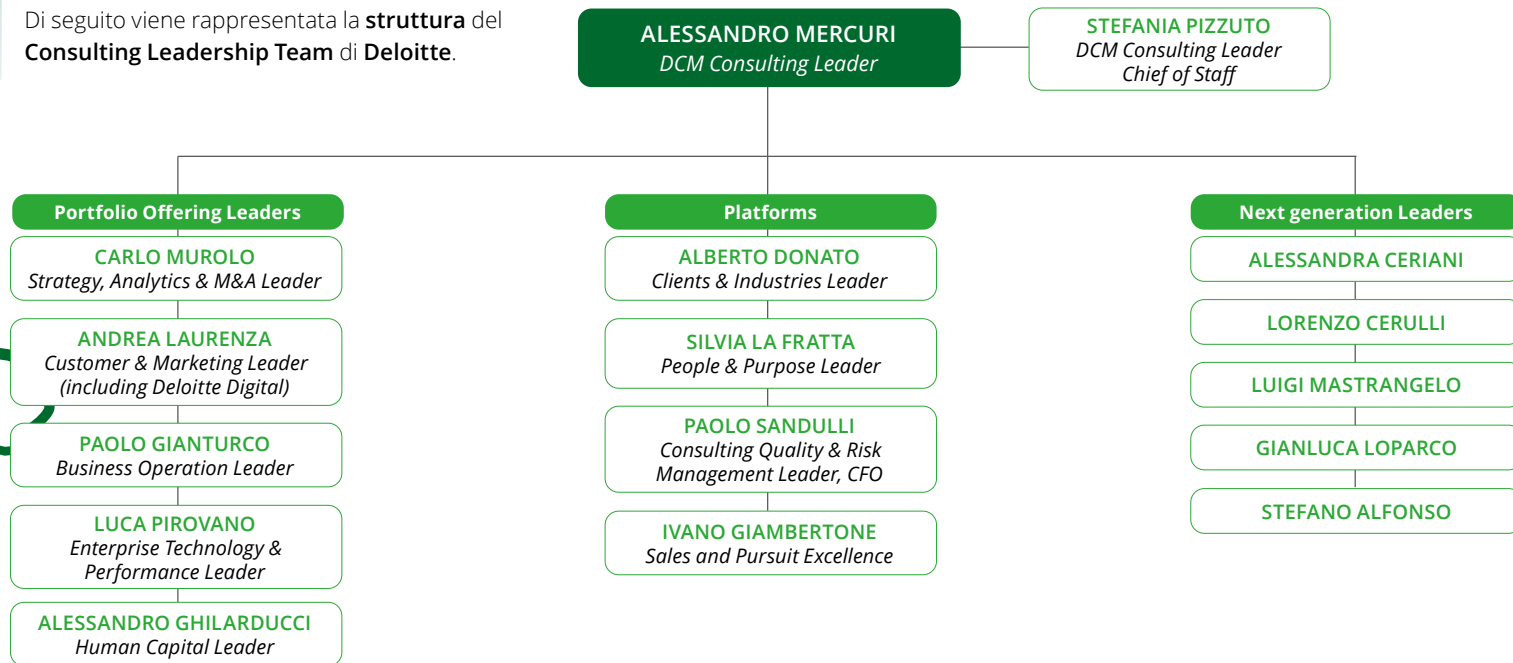 Di seguito viene rappresentata la struttura del
Consulting Leadership Team di Deloitte.
ALESSANDRO MERCURI
DCM Consulting Leader
STEFANIA PIZZUTO
DCM Consulting Leader
Chief of Staff
Portfolio Offering Leaders
CARLO MUROLO
Strategy, Analytics & M&A Leader
ANDREA LAURENZA
Customer & Marketing Leader
(including Deloitte Digital)
PAOLO GIANTURCO
Business Operation Leader
LUCA PIROVANO
Enterprise Technology &
Performance Leader
ALESSANDRO GHILARDUCCI
Human Capital Leader
Platforms
ALBERTO DONATO
Clients & Industries Leader
SILVIA LA FRATTA
People & Purpose Leader
PAOLO SANDULLI
Consulting Quality & Risk
Management Leader, CFO
IVANO GIAMBERTONE
Sales and Pursuit Excellence
Next generation Leaders
ALESSANDRA CERIANI
LORENZO CERULLI
LUIGI MASTRANGELO
GIANLUCA LOPARCO
STEFANO ALFONSO